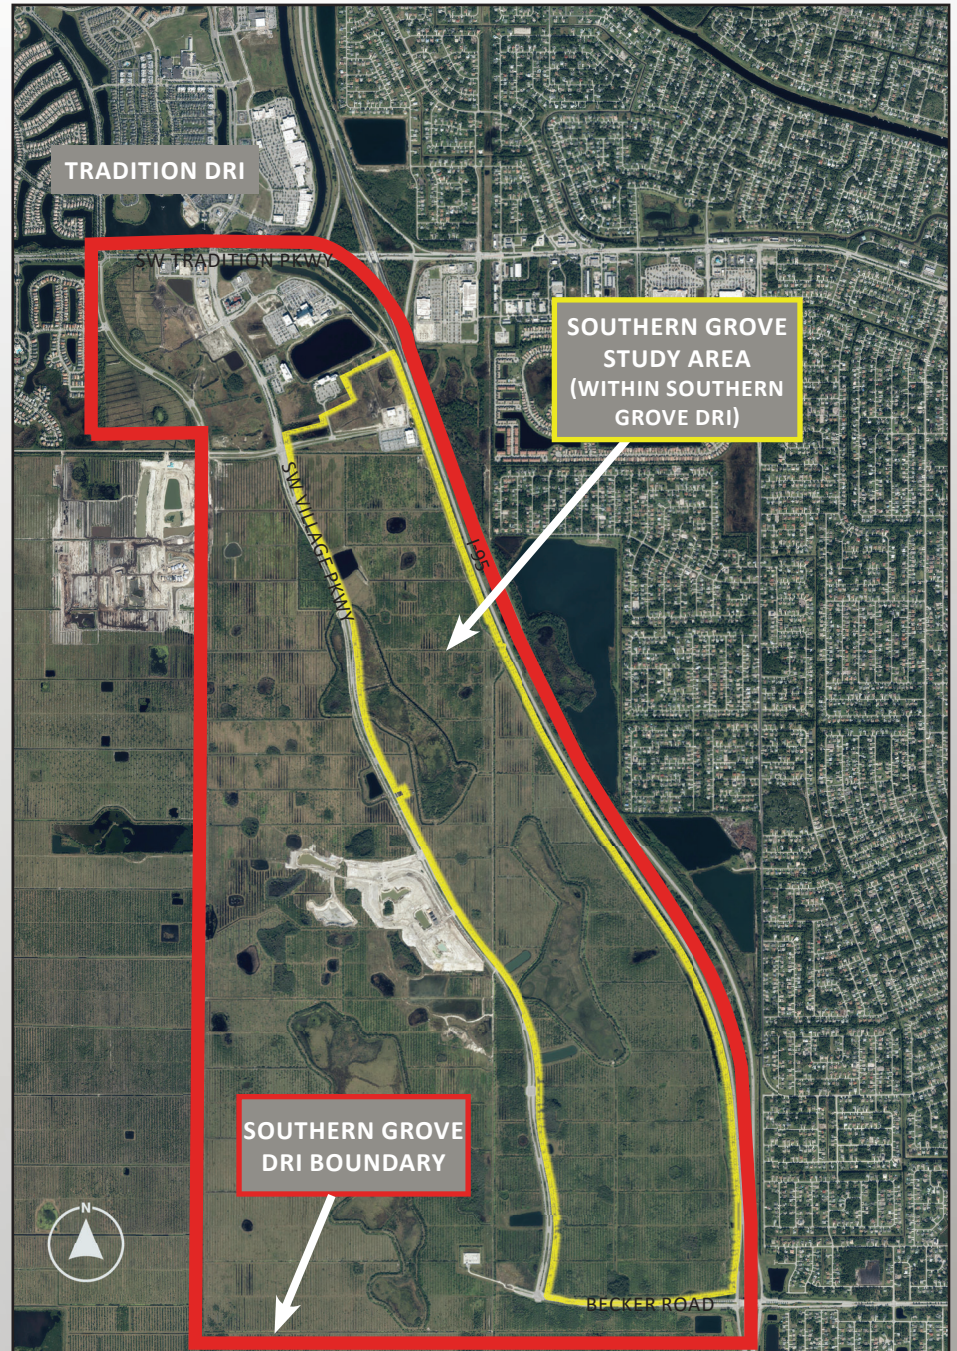 TRADITION DRI
SW TRADITION PKWY
SOUTHERN GROVE
STUDY AREA
(WITHIN SOUTHERN
GROVE DRI)
SW VILLAGE PKWY
I-95
SOUTHERN GROVE
DRI BOUNDARY
N
BECKER ROAD